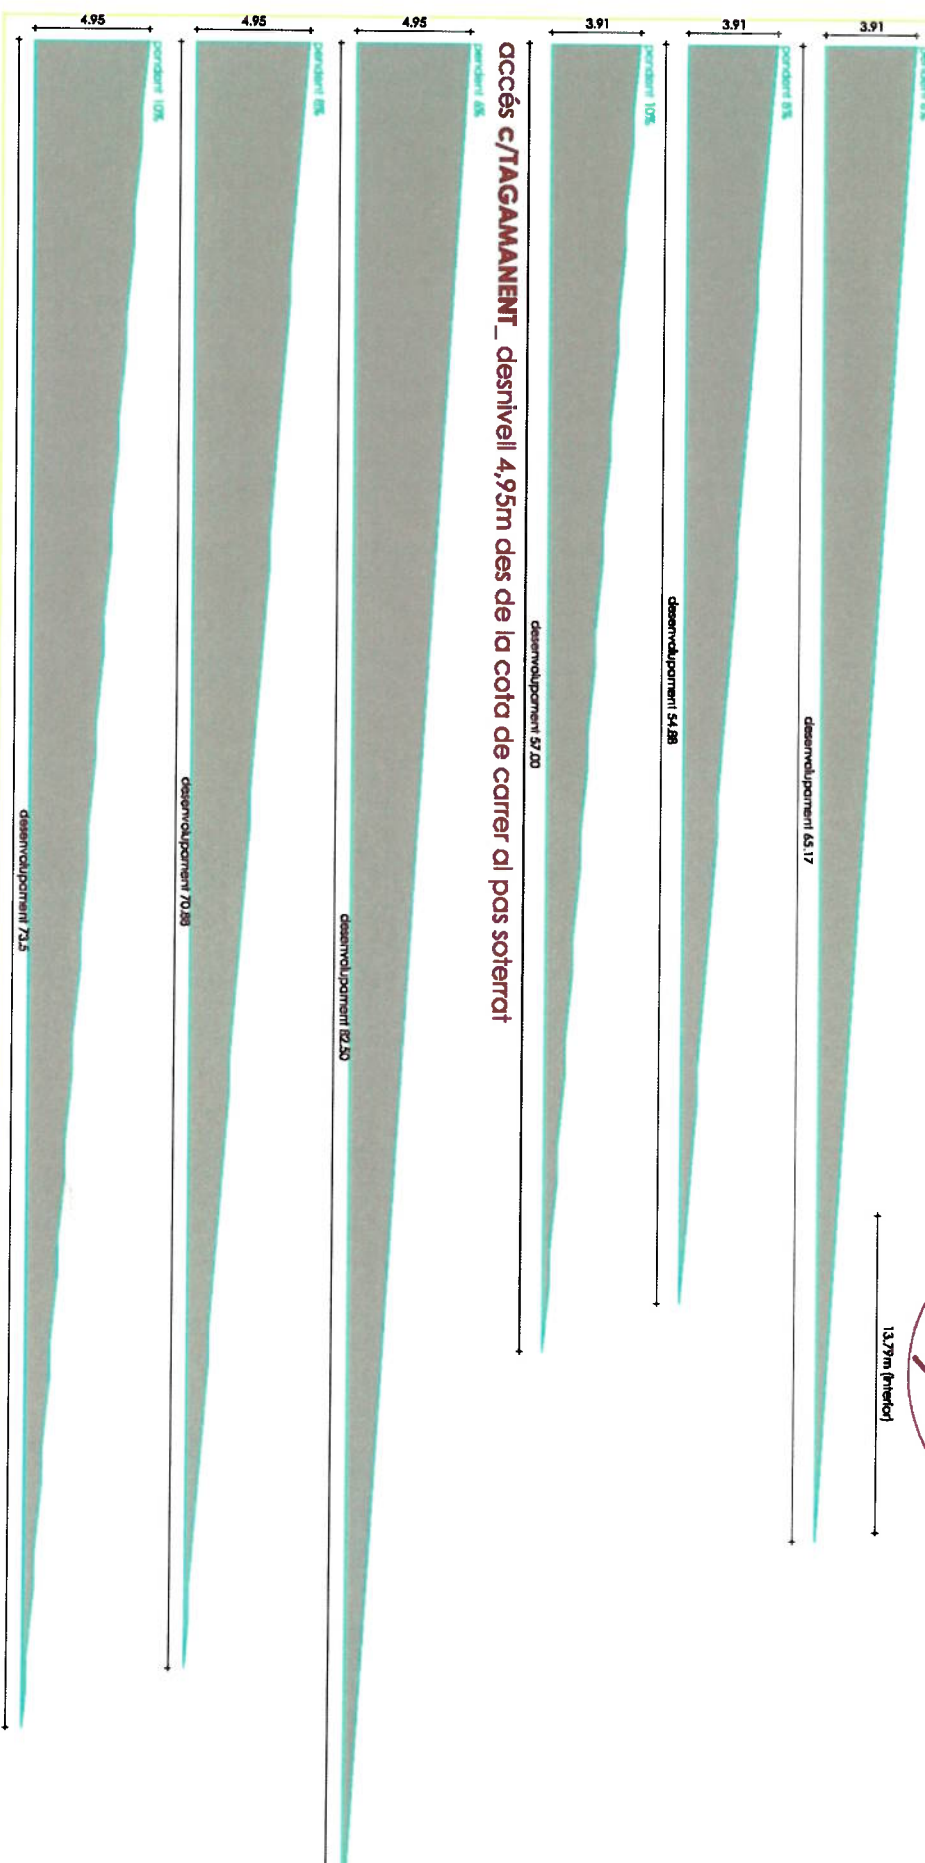 3.91
desenvolupament 65.17
13.79m (interior)
pendent 8%
3.91
desenvolupament 54.88
pendent 10%
3.91
desenvolupament 57.00
accés c/TAGAMANENT_ desnivell 4,95m des de la cota de carrer al pas soterrat
pendent 6%
4.95
desenvolupament 82.50
pendent 8%
4.95
desenvolupament 70.88
pendent 10%
4.95
desenvolupament 73.5